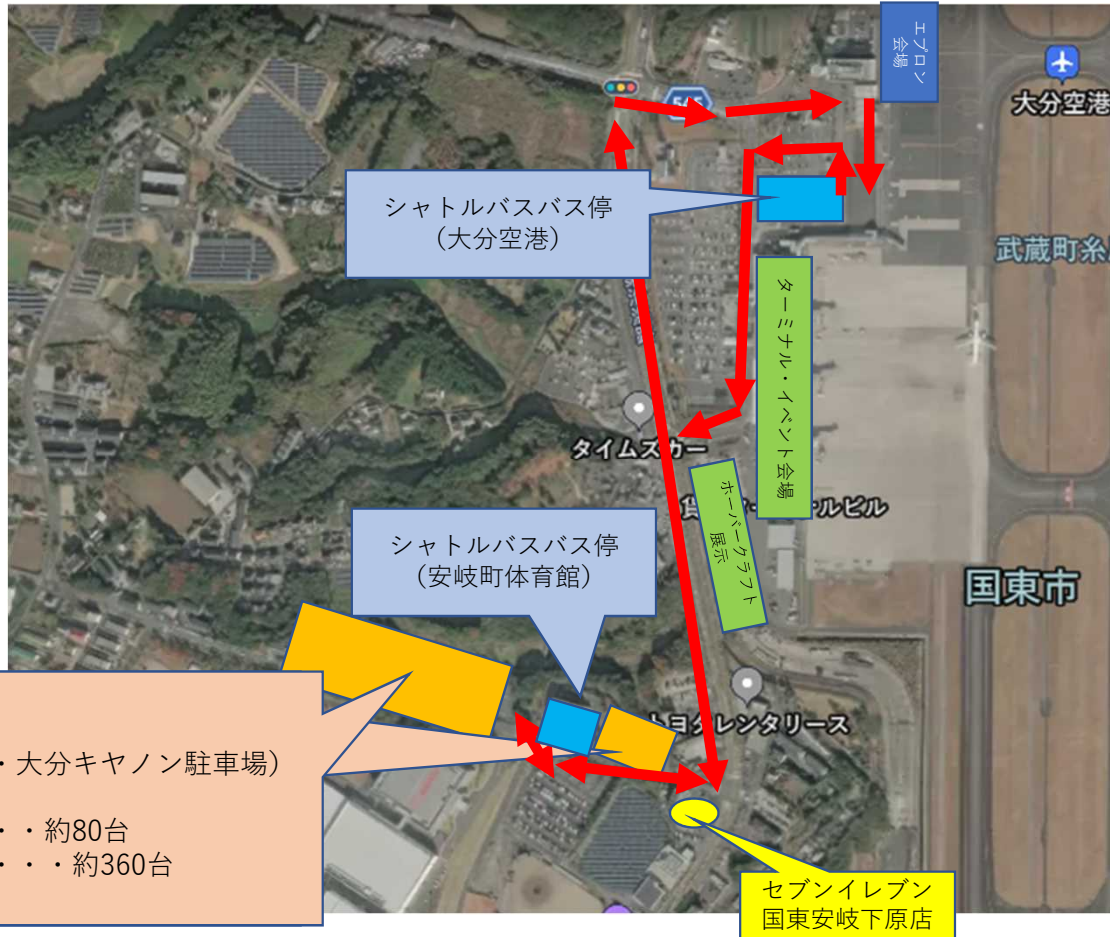 エプロン
会場
大分空港
シャトルバスバス停
(大分空港)
武蔵町糸
ターミナル・イベント会場
タイムズカー
ホーバークラフト
展示
ルビル
シャトルバスバス停
(安岐町体育館)
国東市
トヨタレンタリース
・大分キヤノン駐車場)
・・約80台
・・・約360台
セブンイレブン
国東安岐下原店